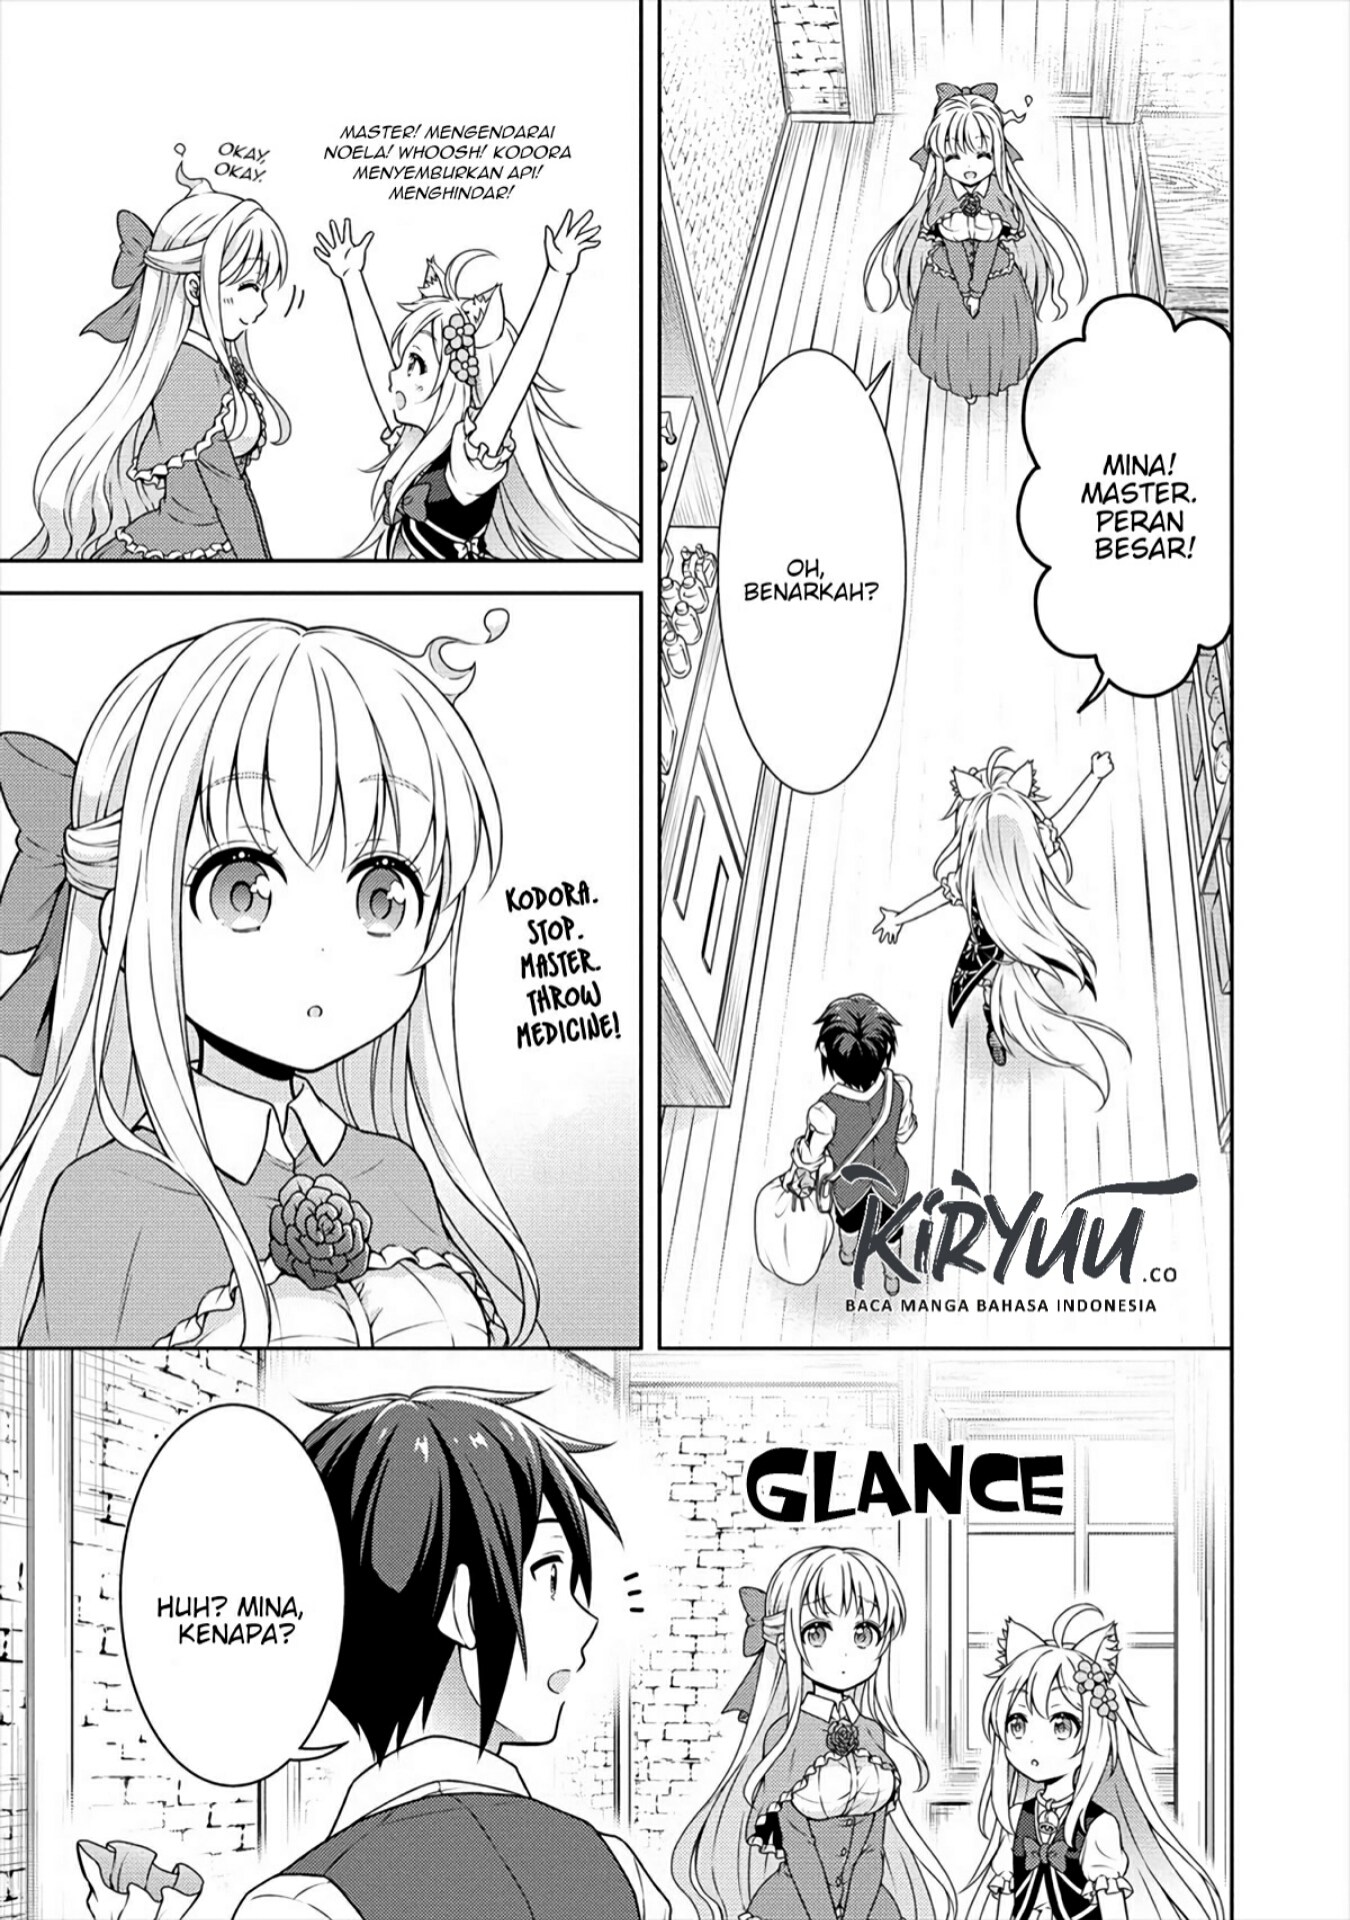 MINA!
MASTER.
PERAN
BESAR!
OH,
BENARKAH?
KIRYUU.CO
BACA MANGA BAHASA INDONESIA
MASTER! MENGENDARAI
NOELA! WHOOSH! KODORA
MENYEMBURKAN API!
MENGHINDAR!
OKAY,
OKAY.
KODORA.
STOP.
MASTER.
THROW
MEDICINE!
GLANCE
HUH? MINA,
KENAPA?